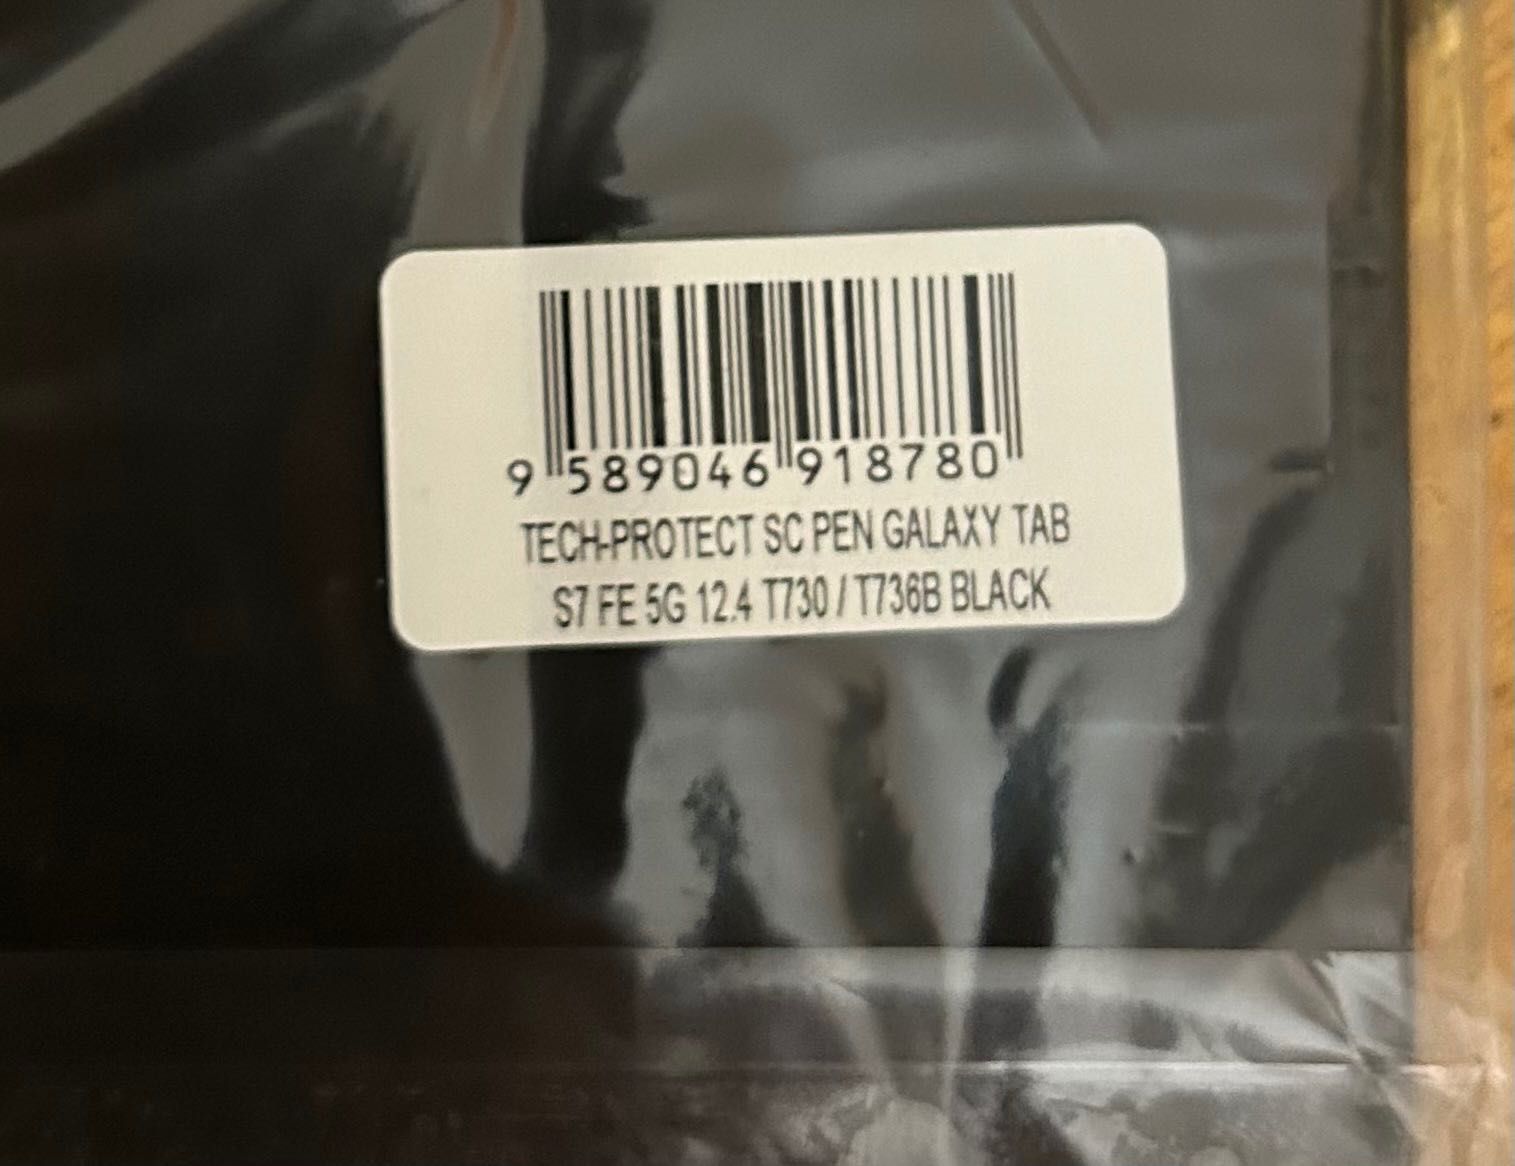 9 589046 918780
TECH-PROTECT SC PEN GALAXY TAB
S7 FE 5G 12.4 T730 / T736B BLACK